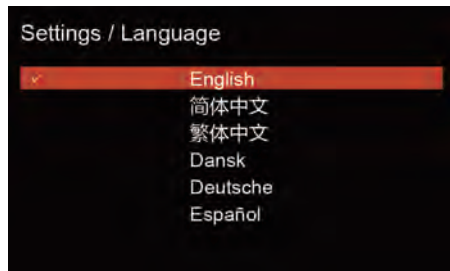 Settings / Language
English
简体中文
繁体中文
Dansk
Deutsche
Español